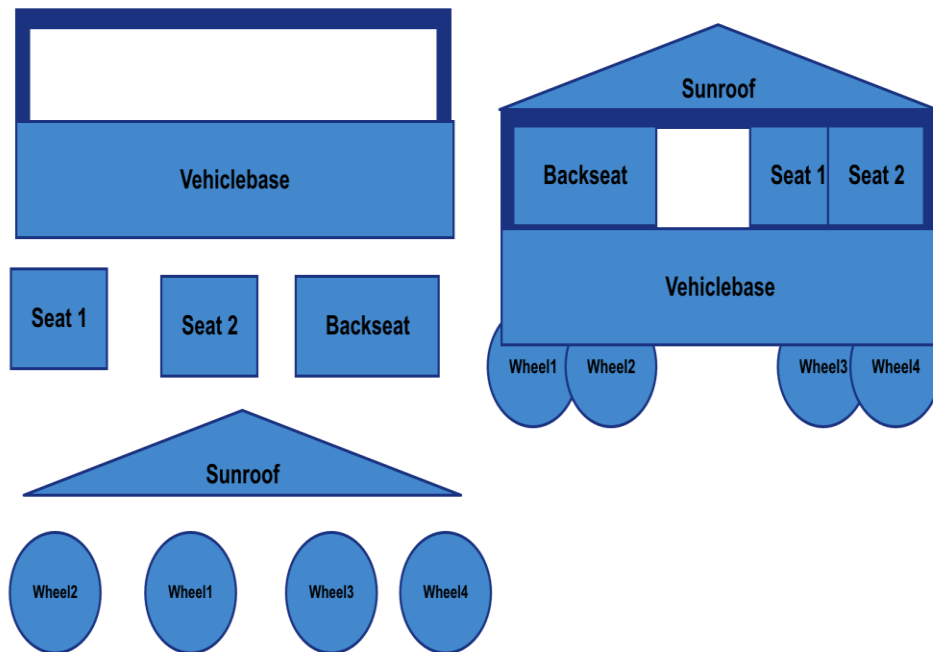 Vehiclebase
Seat 1
Seat 2
Backseat
Sunroof
Wheel2
Wheel1
Wheel3
Wheel4
Sunroof
Backseat
Seat 1
Seat 2
Vehiclebase
Wheel1
Wheel2
Wheel3
Wheel4